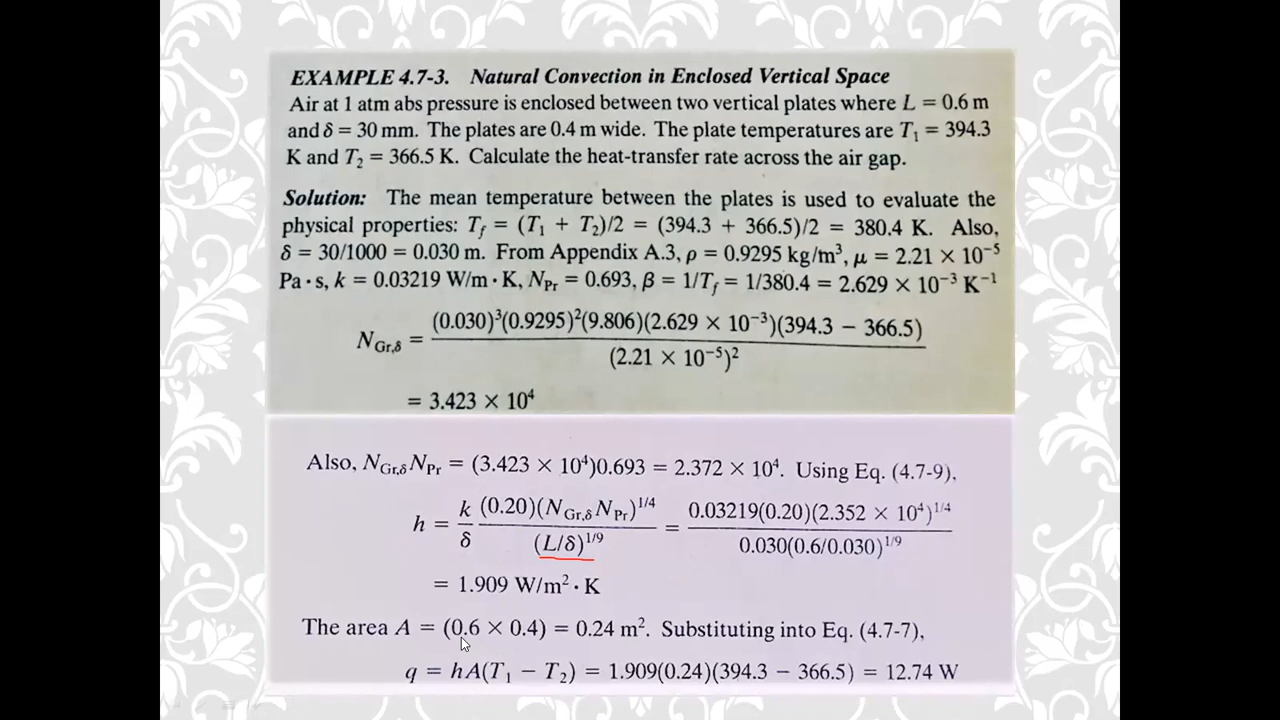 EXAMPLE 4.7-3. Natural Convection in Enclosed Vertical Space
Air at 1 atm abs pressure is enclosed between two vertical plates where L = 0.6 m
and δ = 30 mm. The plates are 0.4 m wide. The plate temperatures are T₁ = 394.3
K and T₂ = 366.5 K. Calculate the heat-transfer rate across the air gap.
Solution: The mean temperature between the plates is used to evaluate the
physical properties: T_f = (T₁ + T₂)/2 = (394.3 + 366.5)/2 = 380.4 K. Also,
δ = 30/1000 = 0.030 m. From Appendix A.3, ρ = 0.9295 kg/m³, μ = 2.21 × 10⁻⁵
Pa·s, k = 0.03219 W/m·K, N_Pr = 0.693, β = 1/T_f = 1/380.4 = 2.629 × 10⁻³ K⁻¹
N_Gr,δ = (0.030)³(0.9295)²(9.806)(2.629 × 10⁻³)(394.3 − 366.5)
(2.21 × 10⁻⁵)²
= 3.423 × 10⁴
Also, N_Gr,δ N_Pr = (3.423 × 10⁴)0.693 = 2.372 × 10⁴. Using Eq. (4.7-9),
h = k/δ (0.20)(N_Gr,δ N_Pr)^1/4 / (L/δ)^1/9 = 0.03219(0.20)(2.352 × 10⁴)^1/4 / 0.030(0.6/0.030)^1/9
= 1.909 W/m²·K
The area A = (0.6 × 0.4) = 0.24 m². Substituting into Eq. (4.7-7),
q = hA(T₁ − T₂) = 1.909(0.24)(394.3 − 366.5) = 12.74 W